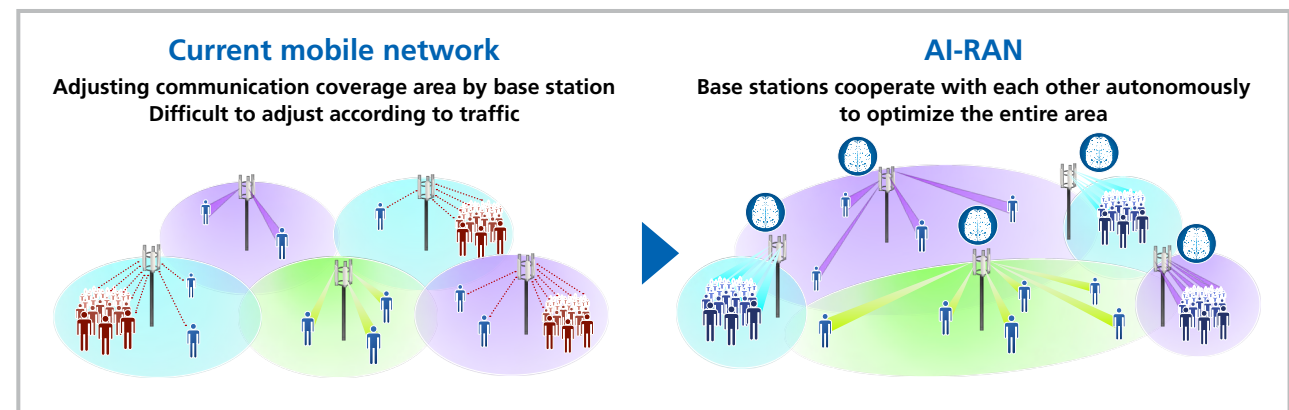 Current mobile network
Adjusting communication coverage area by base station
Difficult to adjust according to traffic
AI-RAN
Base stations cooperate with each other autonomously
to optimize the entire area